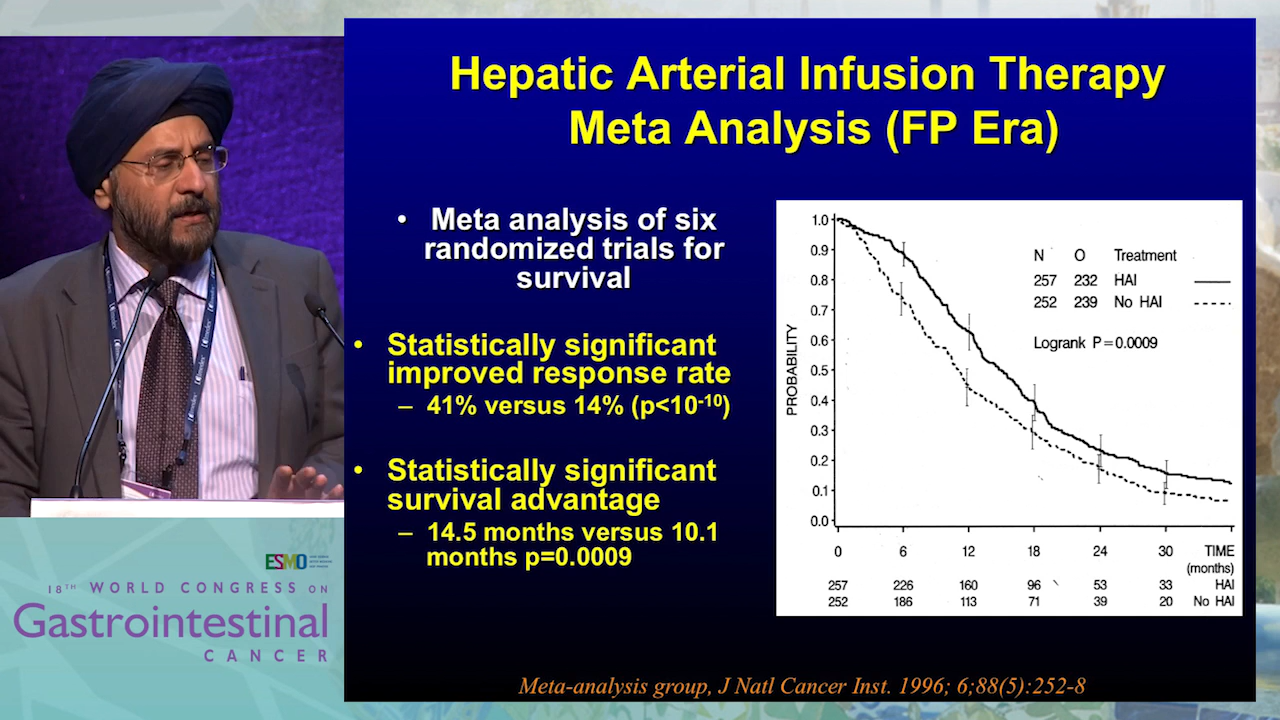 Hepatic Arterial Infusion Therapy
Meta Analysis (FP Era)
• Meta analysis of six
randomized trials for
survival
• Statistically significant
improved response rate
– 41% versus 14% (p<10-10)
• Statistically significant
survival advantage
– 14.5 months versus 10.1
months p=0.0009
N O Treatment
257 232 HAI
252 239 No HAI
Logrank P=0.0009
PROBABILITY
1.0
0.9
0.8
0.7
0.6
0.5
0.4
0.3
0.2
0.1
0.0
0 6 12 18 24 30 TIME
(months)
257 226 160 96 53 33 HAI
252 186 113 71 39 20 No HAI
Meta-analysis group, J Natl Cancer Inst. 1996; 6;88(5):252-8
ESMO
18TH WORLD CONGRESS ON
Gastrointestinal
CANCER